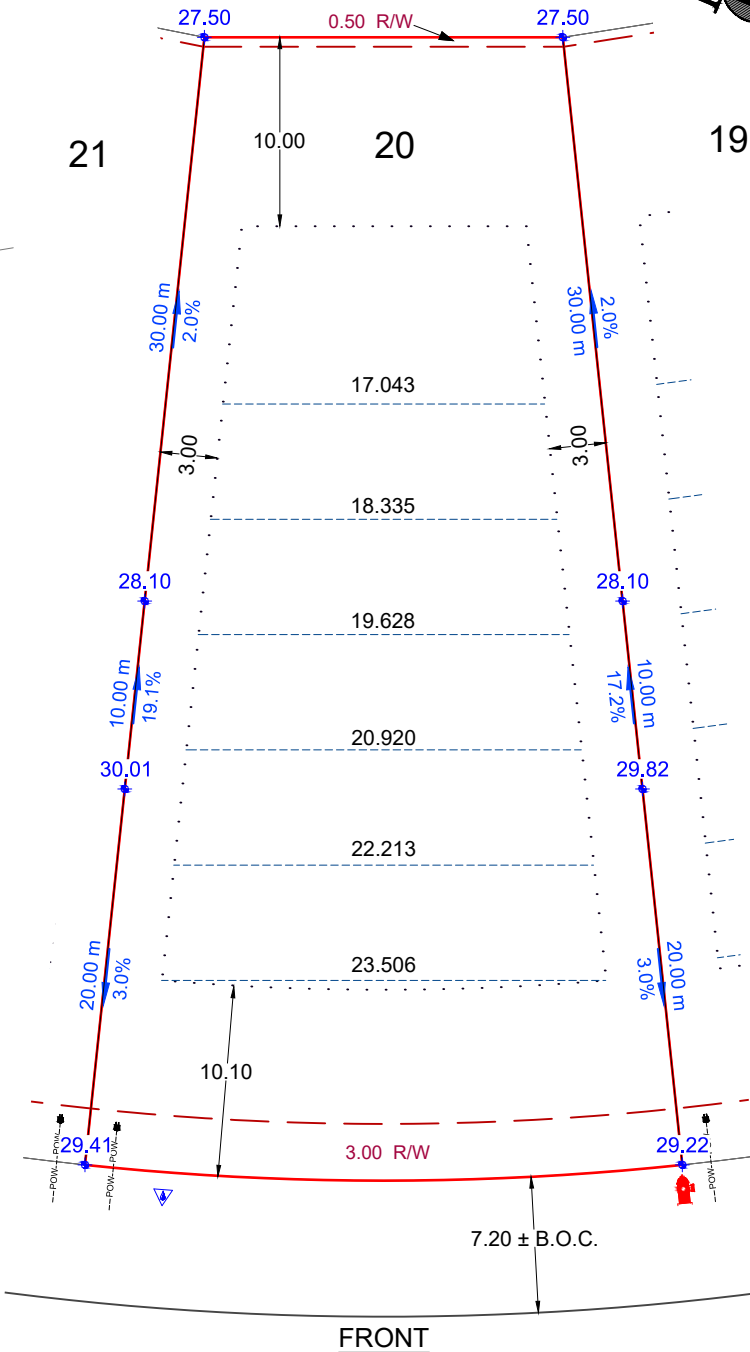 27.50
0.50 R/W
27.50
21
10.00
20
19
30.00 m
2.0%
30.00 m
2.0%
17.043
3.00
3.00
18.335
28.10
28.10
19.628
10.00 m
19.1%
17.2%
10.00 m
20.920
30.01
29.82
22.213
23.506
20.00 m
3.0%
3.0%
20.00 m
10.10
29.41
3.00 R/W
29.22
POW
POW
POW
POW
7.20 ± B.O.C.
FRONT